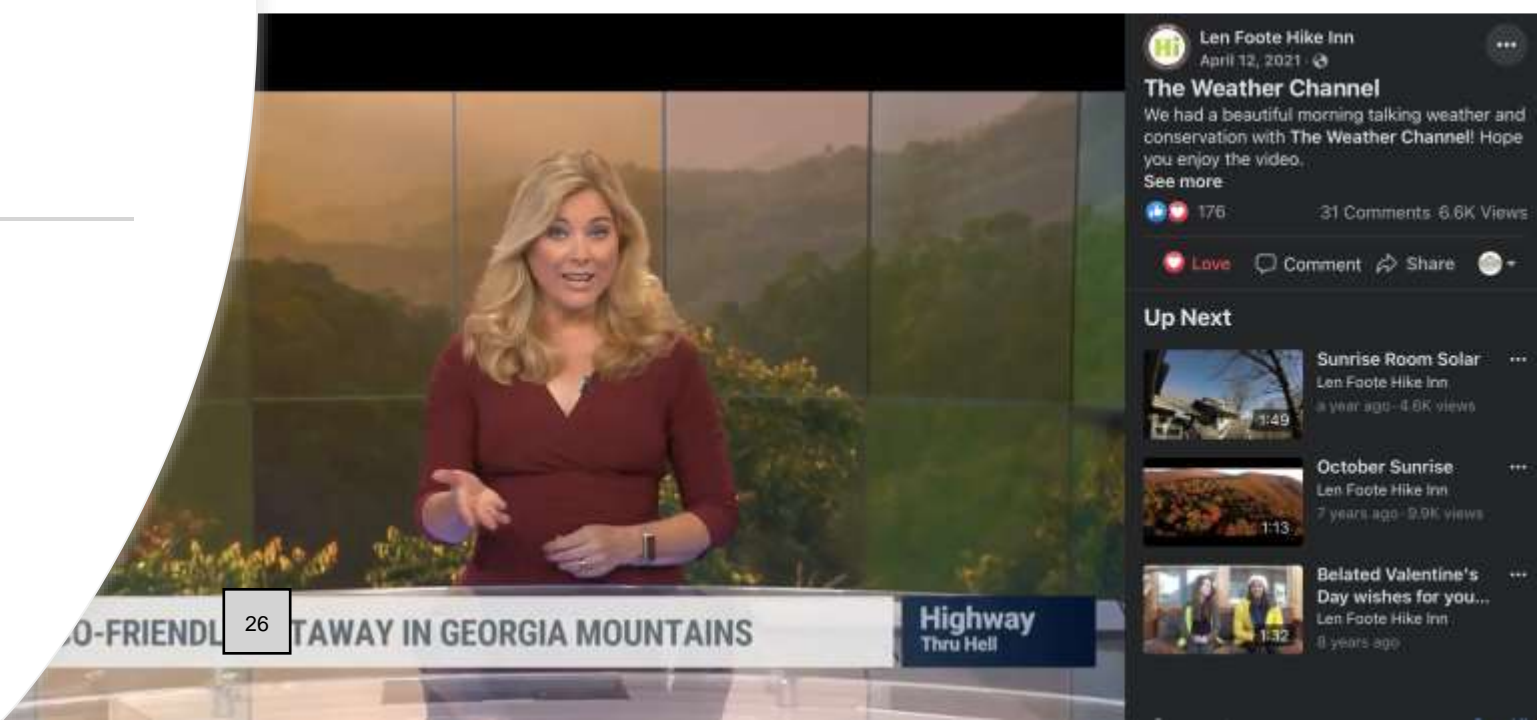 Hi
Len Foote Hike Inn
April 12, 2021
The Weather Channel
We had a beautiful morning talking weather and
conservation with The Weather Channel! Hope
you enjoy the video.
See more
176 31 Comments 6.6K Views
Love Comment Share
Up Next
Sunrise Room Solar
Len Foote Hike Inn
a year ago · 4.6K views
1:49
October Sunrise
Len Foote Hike Inn
7 years ago · 9.9K views
1:13
Belated Valentine's
Day wishes for you...
Len Foote Hike Inn
8 years ago
1:32
O-FRIENDL TAWAY IN GEORGIA MOUNTAINS
26
Highway
Thru Hell